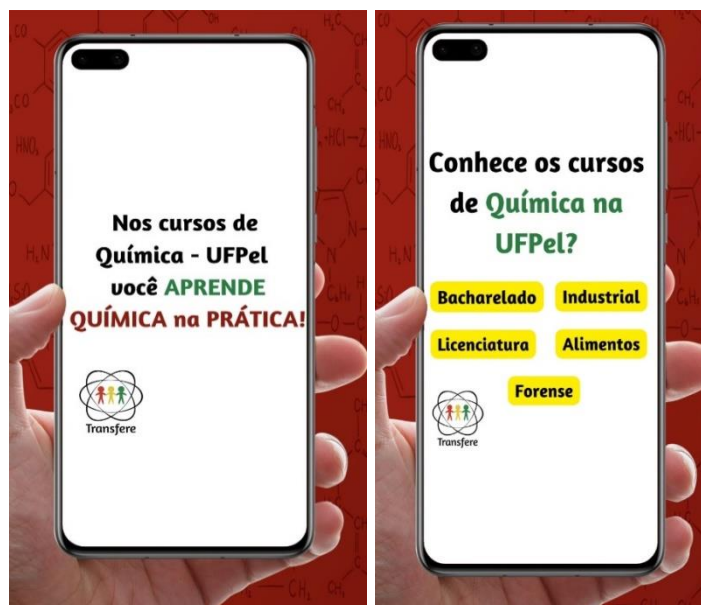 Nos cursos de
Química - UFPel
você APRENDE
QUÍMICA na PRÁTICA!
Transfere
Conhece os cursos
de Química na
UFPel?
Bacharelado Industrial
Licenciatura Alimentos
Forense
Transfere